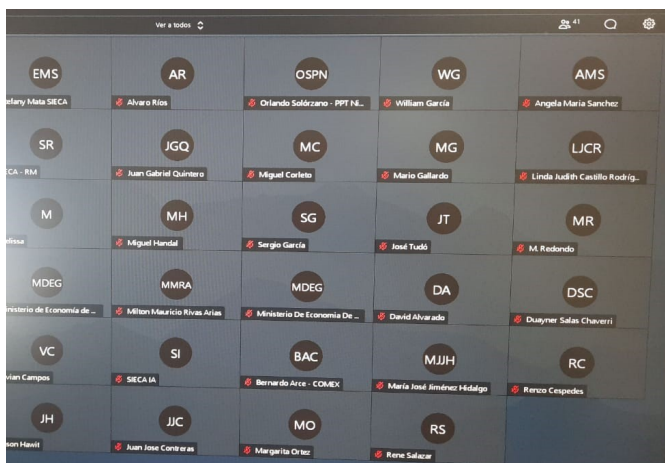 Ver a todos
41
EMS AR OSPN WG AMS
Mata SIECA Alvaro Ríos Orlando Solórzano - PPT Ni... William García Angela Maria Sanchez
SR JGQ MC MG LJCR
ECA - RM Juan Gabriel Quintero Miguel Corleto Mario Gallardo Linda Judith Castillo Rodríg...
M MH SG JT MR
elissa Miguel Handal Sergio García José Tudó M. Redondo
MDEG MMRA MDEG DA DSC
inisterio de Economía de ... Milton Mauricio Rivas Arias Ministerio De Economia De ... David Alvarado Duayner Salas Chaverri
VC SI BAC MJJH RC
vian Campos SIECA IA Bernardo Arce - COMEX María José Jiménez Hidalgo Renzo Cespedes
JH JJC MO RS
son Hawit Juan Jose Contreras Margarita Ortez Rene Salazar